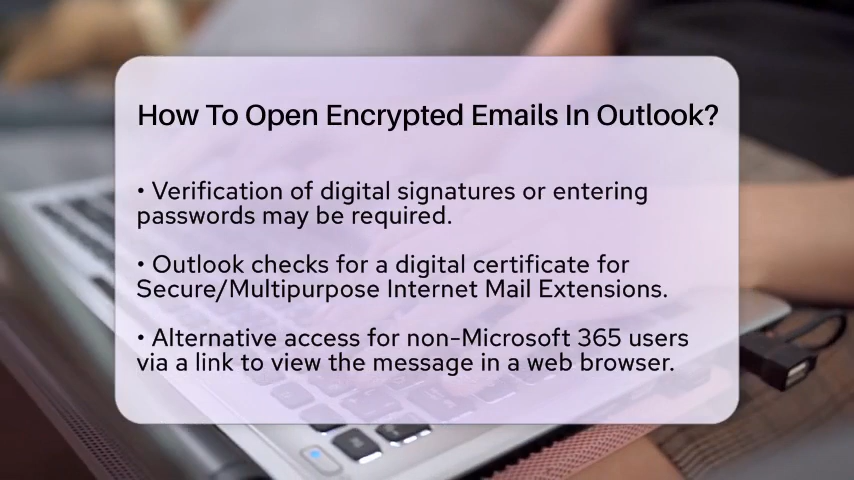 How To Open Encrypted Emails In Outlook?
• Verification of digital signatures or entering
passwords may be required.
• Outlook checks for a digital certificate for
Secure/Multipurpose Internet Mail Extensions.
• Alternative access for non-Microsoft 365 users
via a link to view the message in a web browser.